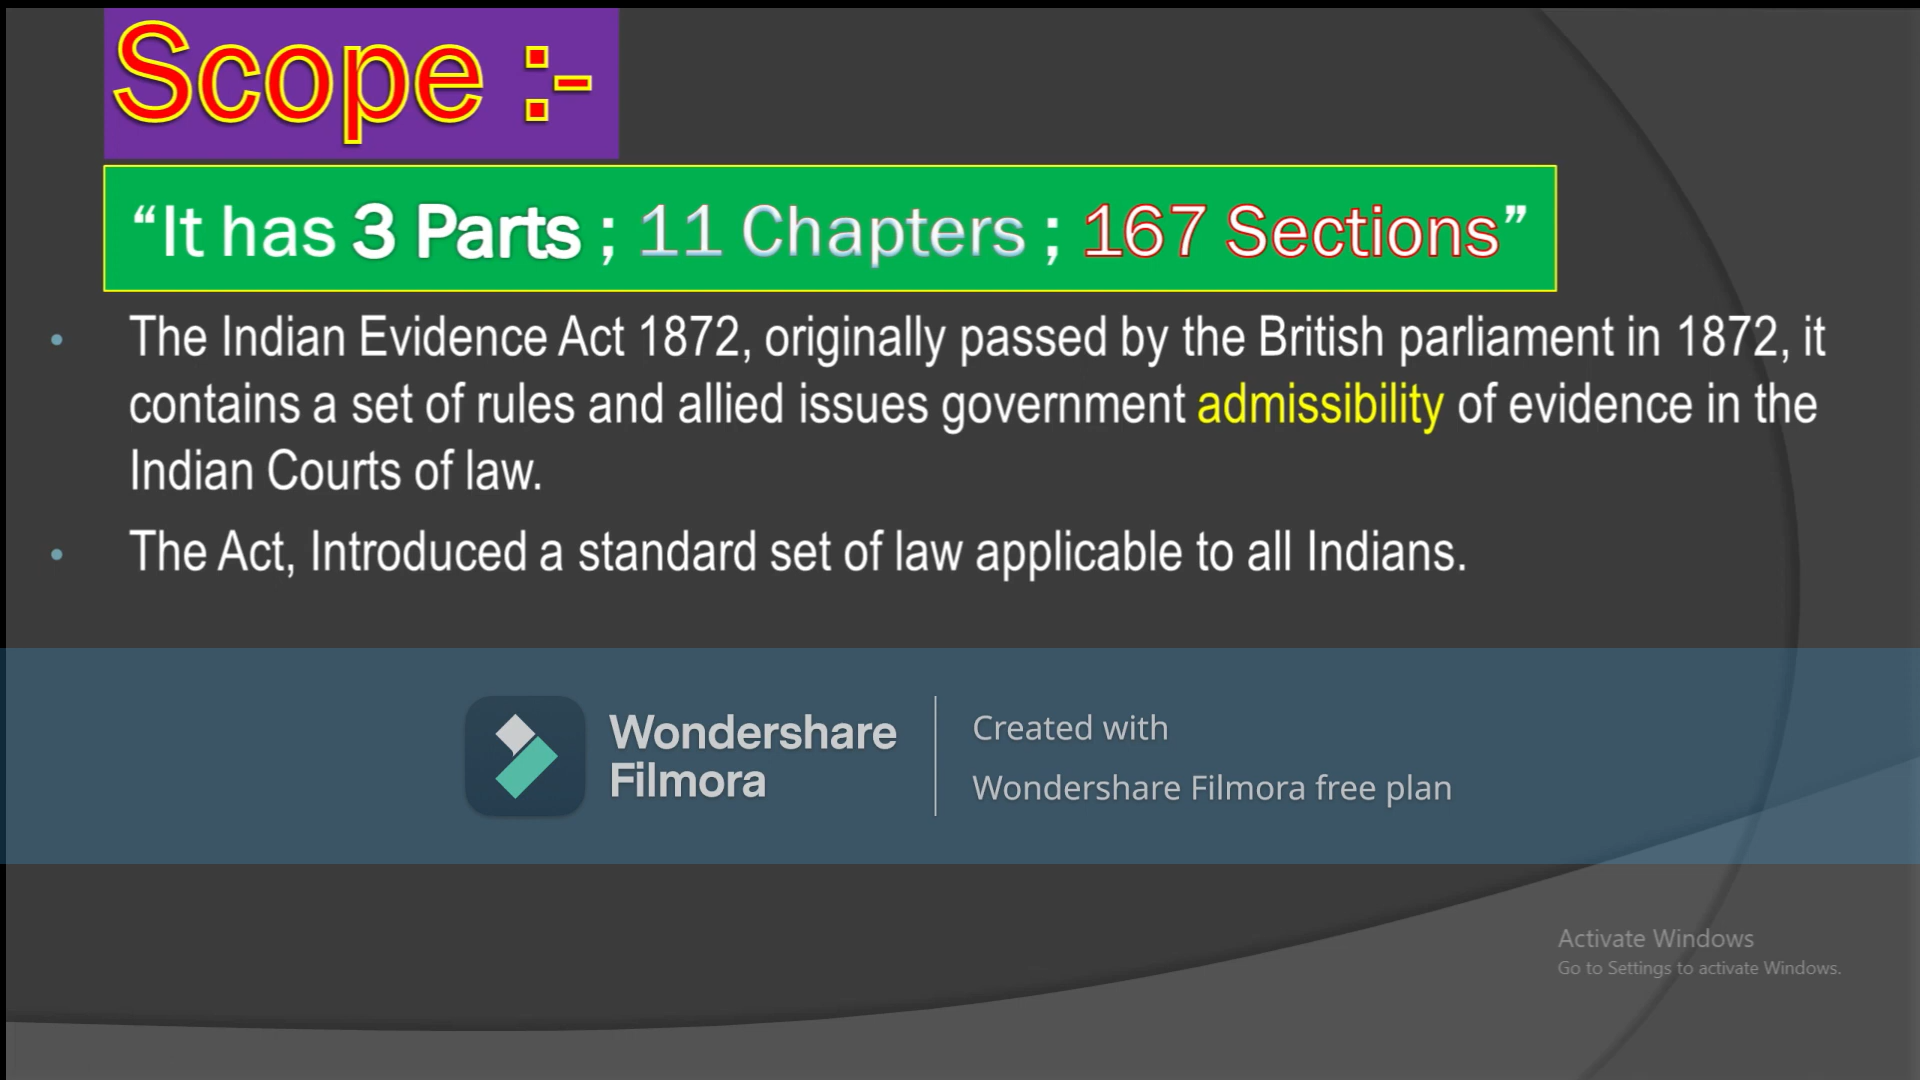 Scope :-
“It has 3 Parts ; 11 Chapters ; 167 Sections”
• The Indian Evidence Act 1872, originally passed by the British parliament in 1872, it
contains a set of rules and allied issues government admissibility of evidence in the
Indian Courts of law.
• The Act, Introduced a standard set of law applicable to all Indians.
Wondershare
Filmora
Created with
Wondershare Filmora free plan
Activate Windows
Go to Settings to activate Windows.